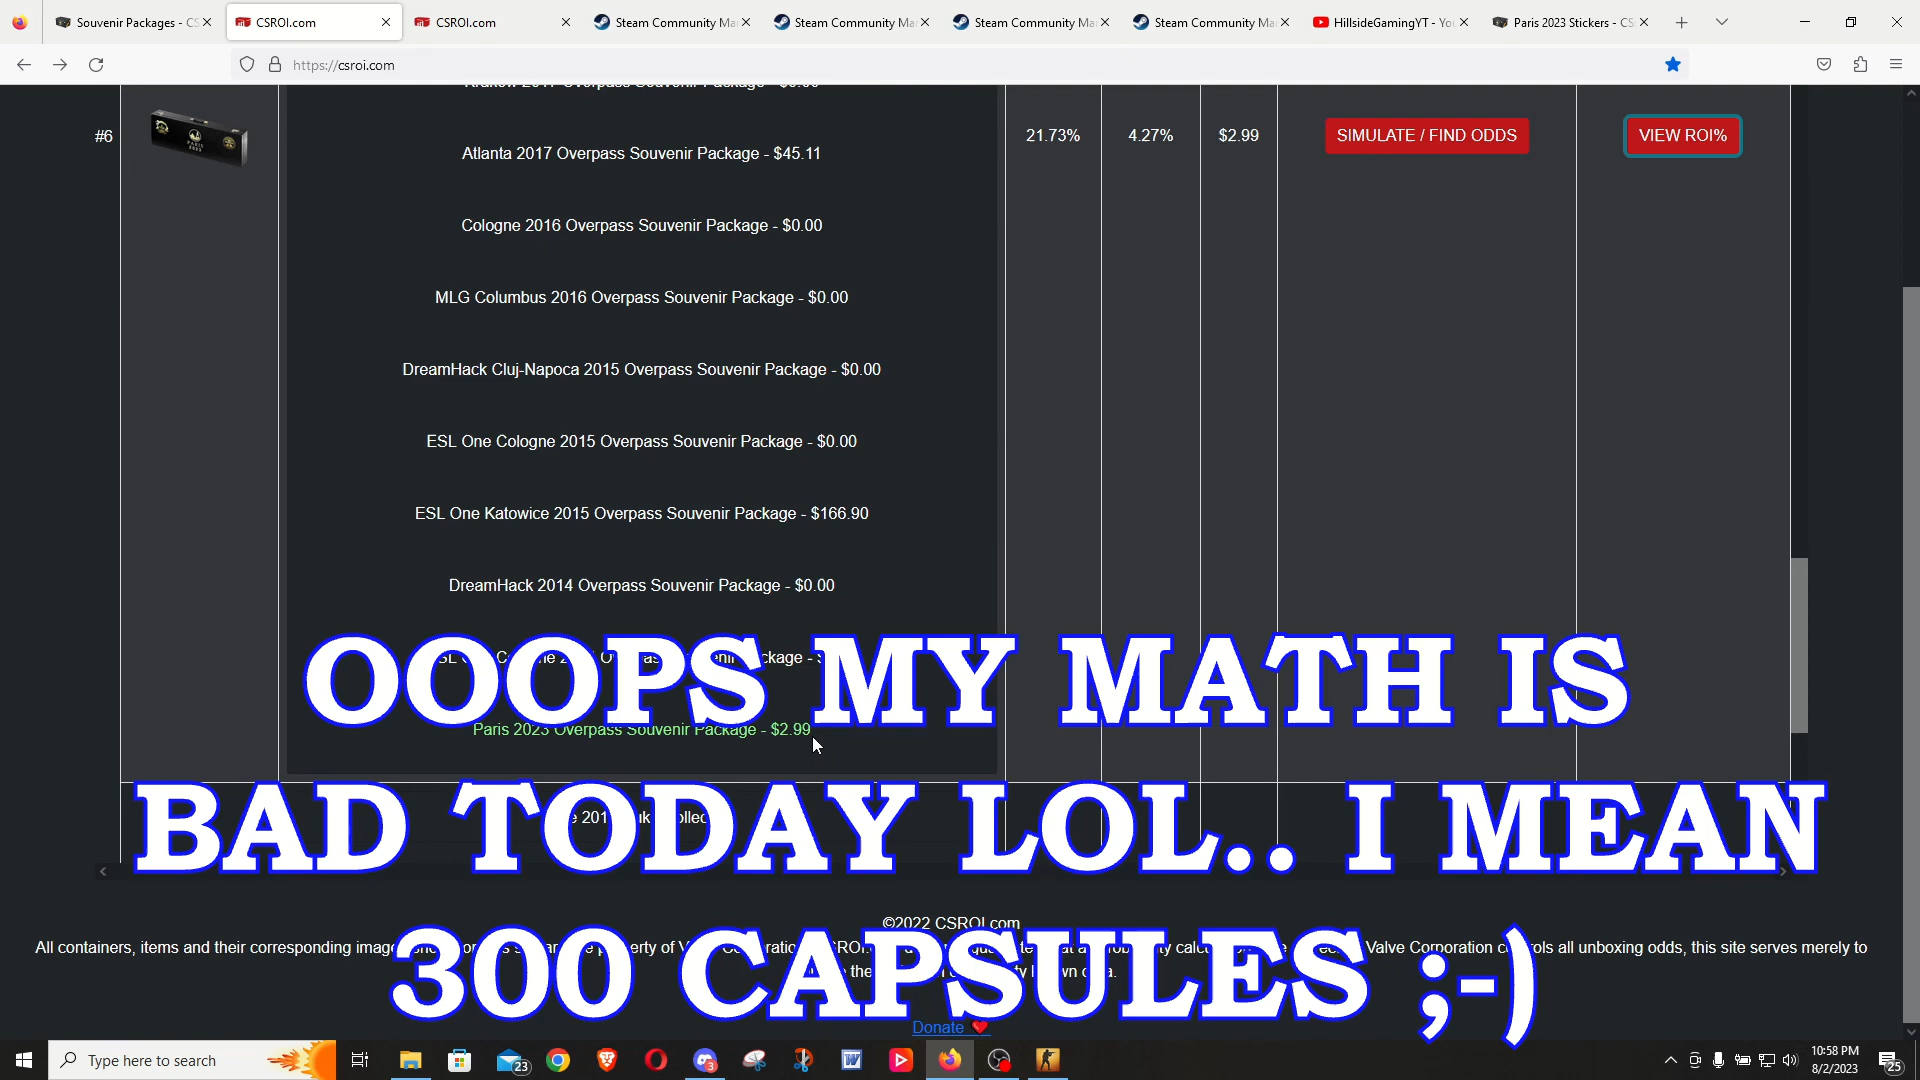 Souvenir Packages - CS
CSROI.com
CSROI.com
Steam Community Ma
Steam Community Ma
Steam Community Ma
Steam Community Ma
HillsideGamingYT - Yo
Paris 2023 Stickers - CS
https://csroi.com
#6
Atlanta 2017 Overpass Souvenir Package - $45.11
21.73%
4.27%
$2.99
SIMULATE / FIND ODDS
VIEW ROI%
Cologne 2016 Overpass Souvenir Package - $0.00
MLG Columbus 2016 Overpass Souvenir Package - $0.00
DreamHack Cluj-Napoca 2015 Overpass Souvenir Package - $0.00
ESL One Cologne 2015 Overpass Souvenir Package - $0.00
ESL One Katowice 2015 Overpass Souvenir Package - $166.90
DreamHack 2014 Overpass Souvenir Package - $0.00
OOOPS MY MATH IS
Paris 2023 Overpass Souvenir Package - $2.99
BAD TODAY LOL.. I MEAN
©2022 CSROI.com
All containers, items and their corresponding
Valve Corporation
all unboxing odds, this site serves merely to
300 CAPSULES ;-)
Donate ❤
Type here to search
23
3
10:58 PM
8/2/2023
25